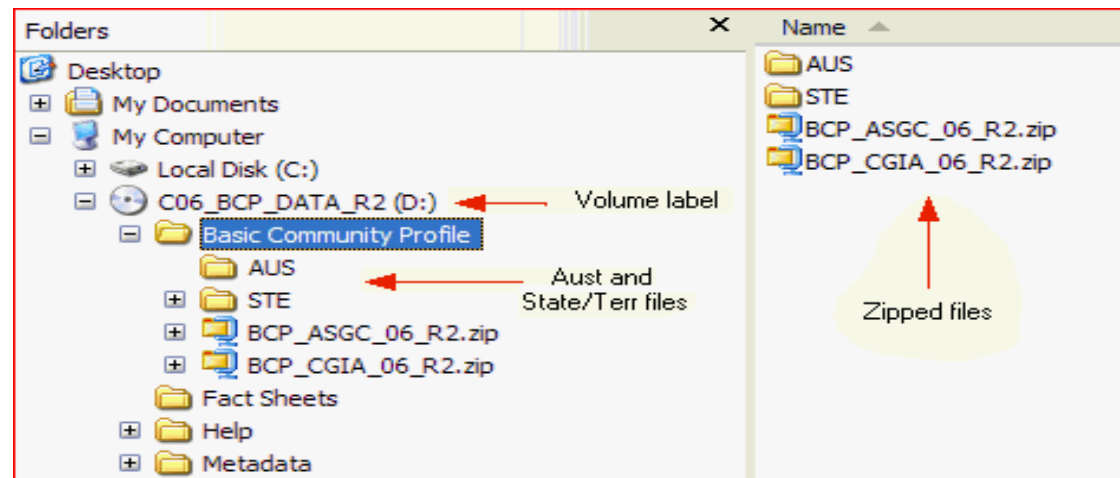 Folders
Desktop
My Documents
My Computer
Local Disk (C:)
C06_BCP_DATA_R2 (D:)
Volume label
Basic Community Profile
AUS
Aust and
State/Terr files
STE
BCP_ASGC_06_R2.zip
BCP_CGIA_06_R2.zip
Fact Sheets
Help
Metadata
Name
AUS
STE
BCP_ASGC_06_R2.zip
BCP_CGIA_06_R2.zip
Zipped files